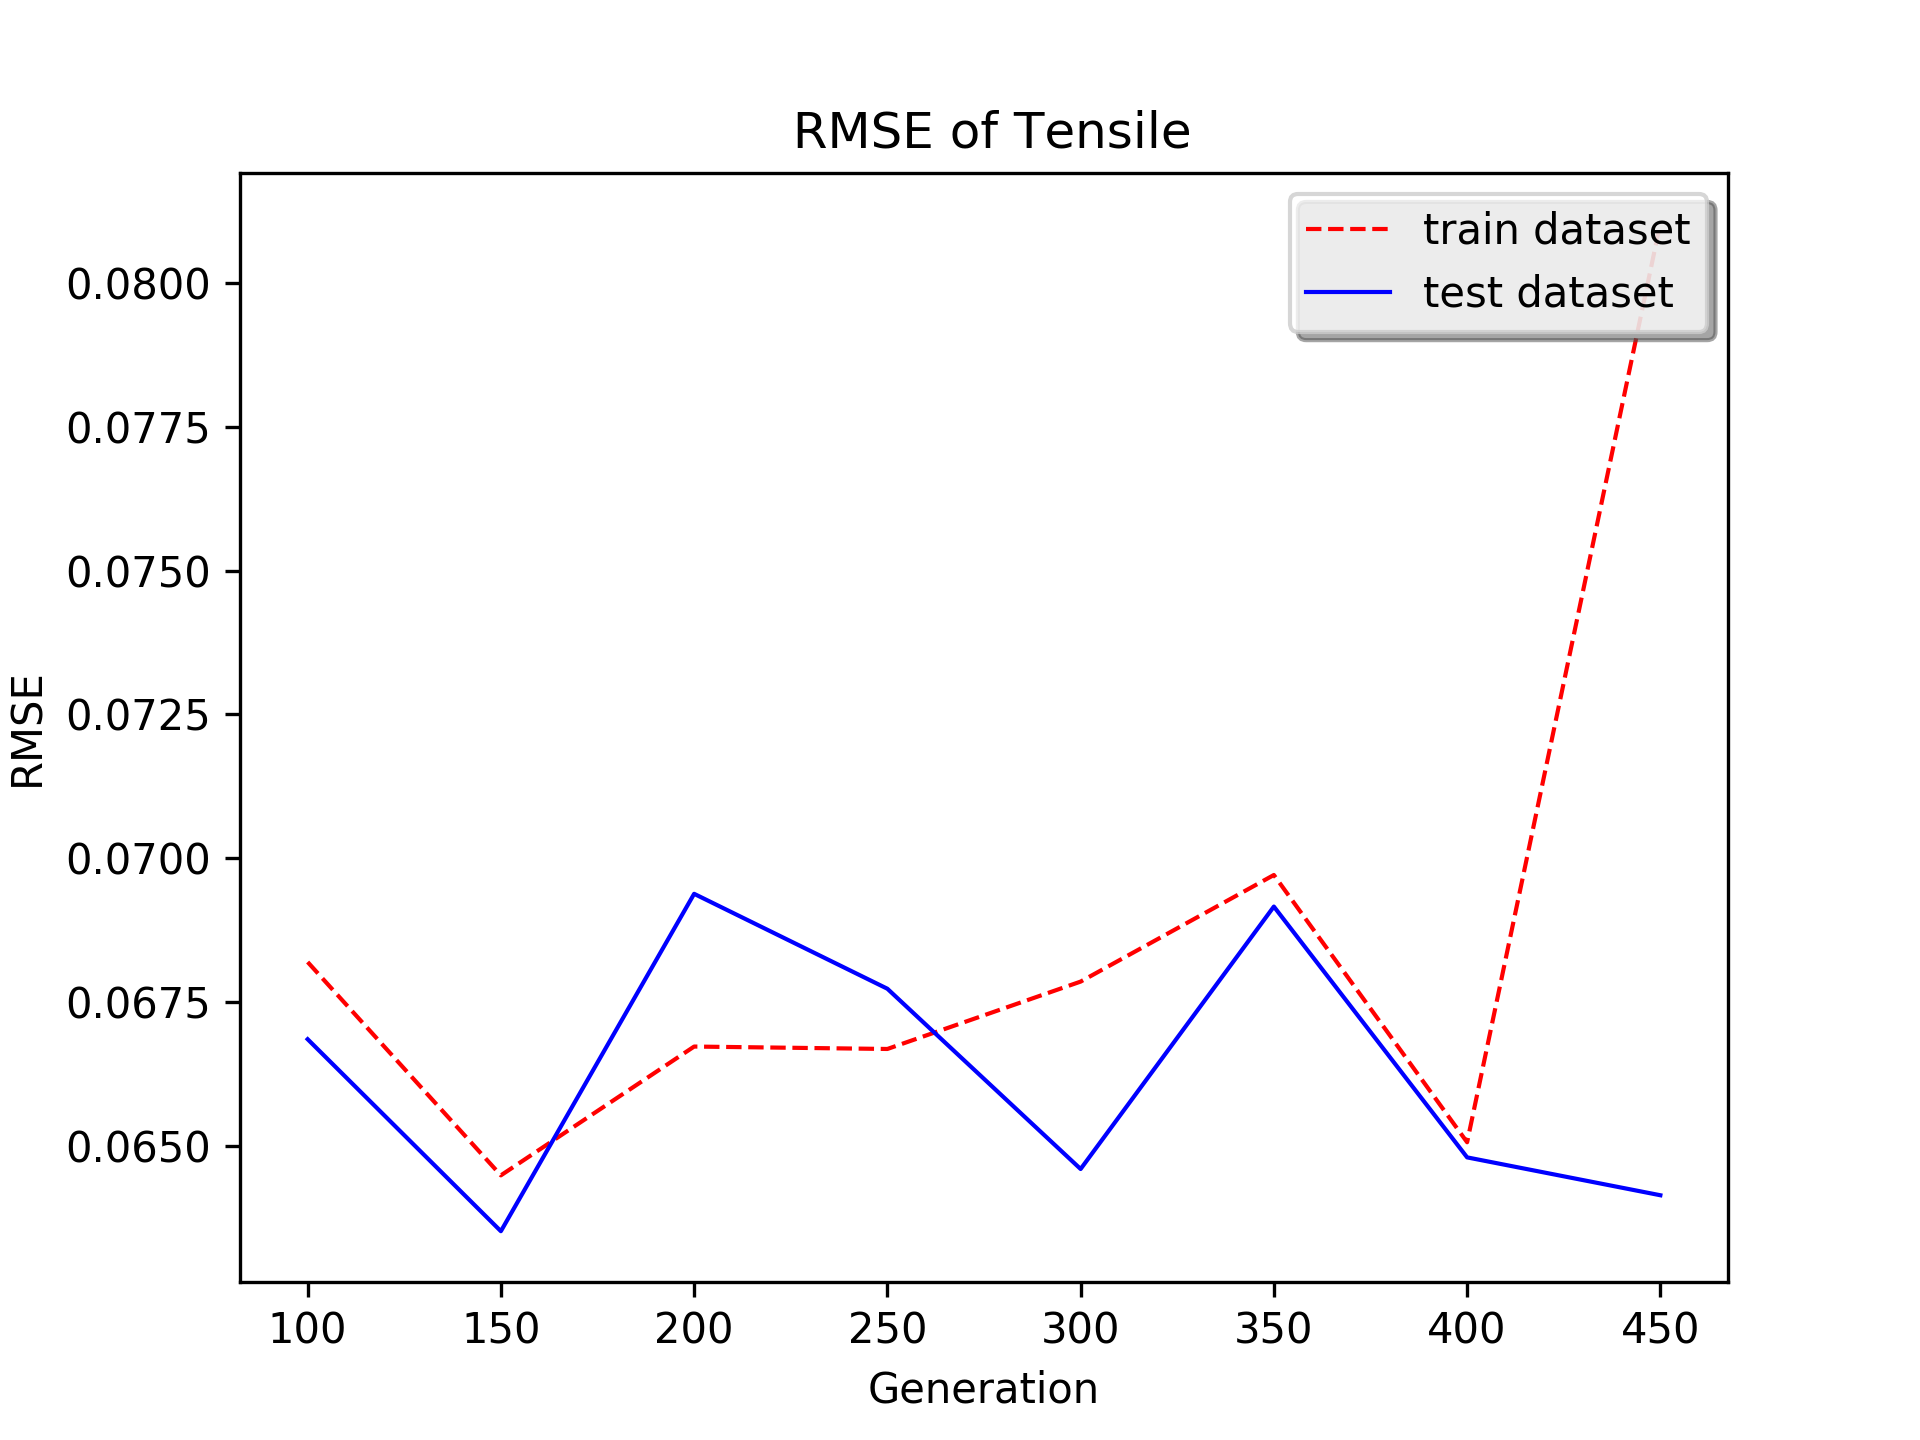 RMSE of Tensile
train dataset
test dataset
0.0800
0.0775
0.0750
0.0725
0.0700
0.0675
0.0650
RMSE
100 150 200 250 300 350 400 450
Generation